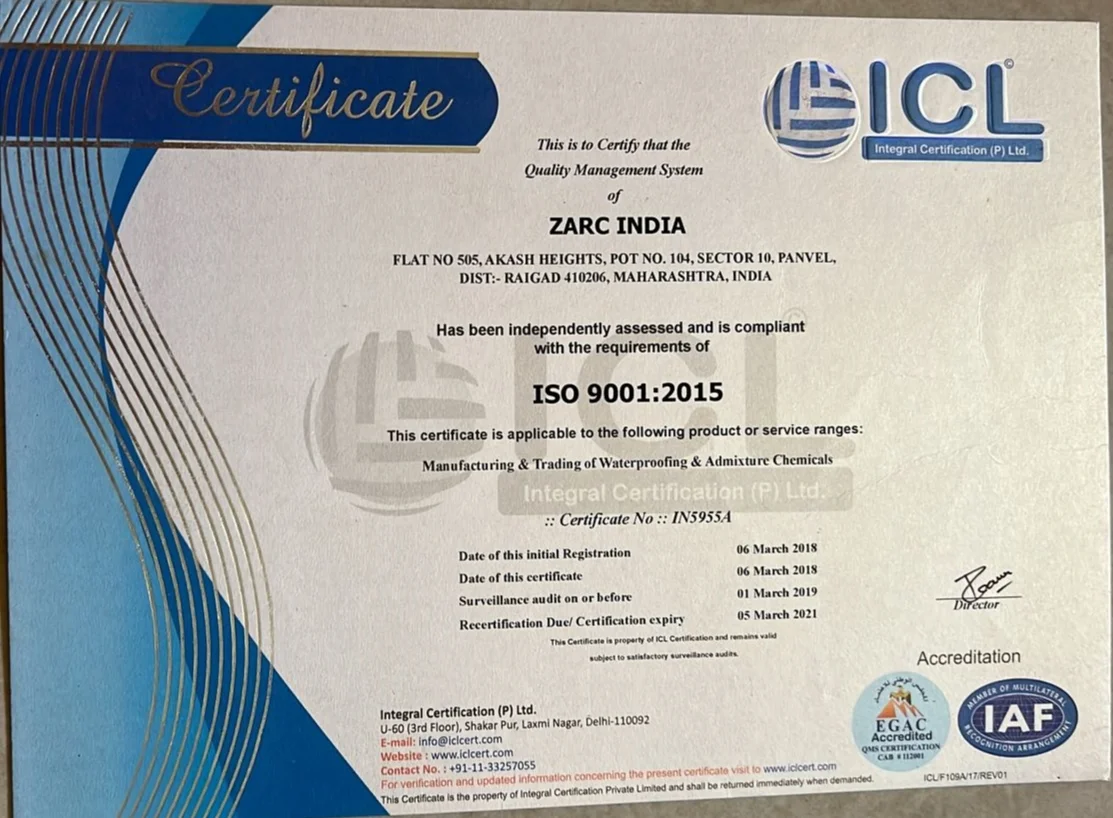 Certificate
ICL©
Integral Certification (P) Ltd.
This is to Certify that the
Quality Management System
of
ZARC INDIA
FLAT NO 505, AKASH HEIGHTS, POT NO. 104, SECTOR 10, PANVEL,
DIST:- RAIGAD 410206, MAHARASHTRA, INDIA
Has been independently assessed and is compliant
with the requirements of
ISO 9001:2015
This certificate is applicable to the following product or service ranges:
Manufacturing & Trading of Waterproofing & Admixture Chemicals
ICL
Integral Certification (P) Ltd.
:: Certificate No :: IN5955A
Date of this initial Registration 06 March 2018
Date of this certificate 06 March 2018
Surveillance audit on or before 01 March 2019
Recertification Due/ Certification expiry 05 March 2021
This Certificate is property of ICL Certification and remains valid
subject to satisfactory surveillance audits.
Director
Accreditation
EGAC
Accredited
QMS CERTIFICATION
CAB # 112001
MEMBER OF MULTILATERAL
IAF
RECOGNITION ARRANGEMENT
Integral Certification (P) Ltd.
U-60 (3rd Floor), Shakar Pur, Laxmi Nagar, Delhi-110092
E-mail: info@iclcert.com
Website : www.iclcert.com
Contact No. : +91-11-33257055
For verification and updated information concerning the present certificate visit to www.iclcert.com
This Certificate is the property of Integral Certification Private Limited and shall be returned immediately when demanded.
ICL/F109A/17/REV01